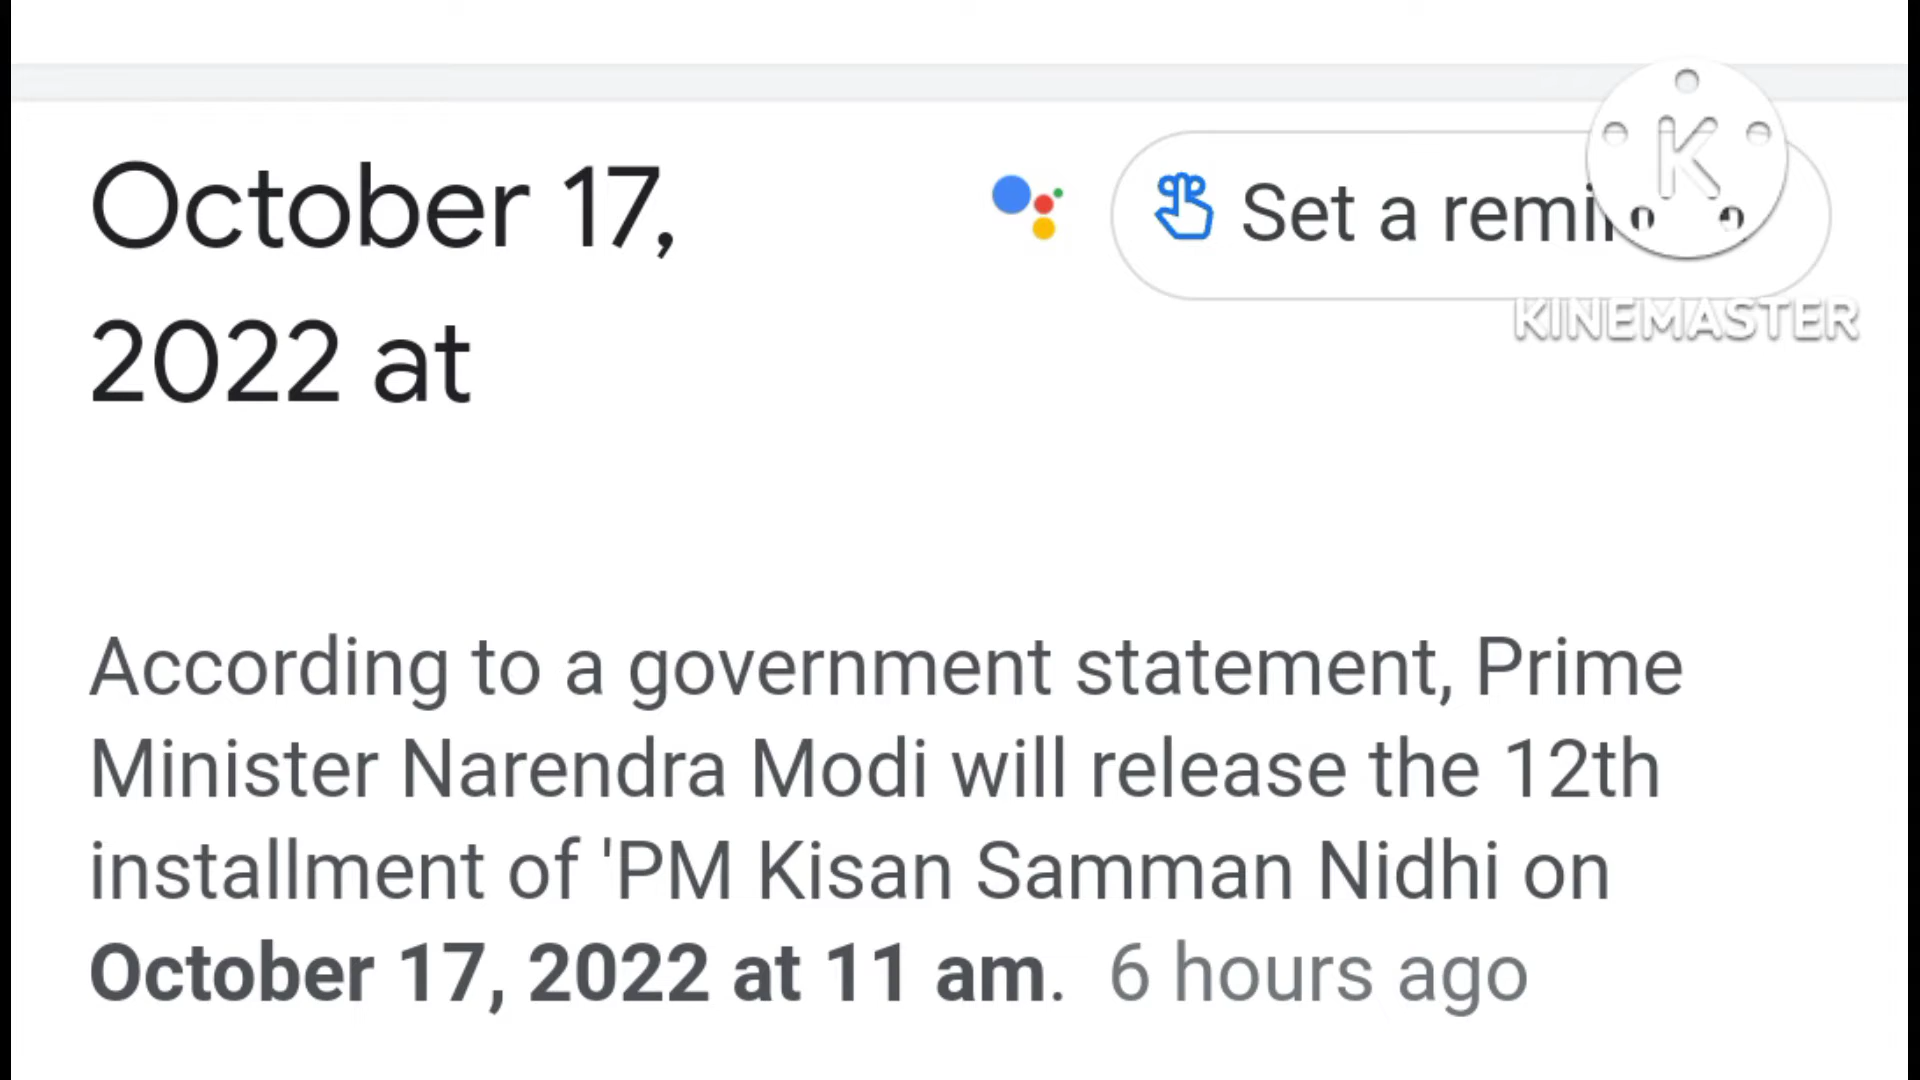 October 17,
2022 at
Set a remi
K
KINEMASTER
According to a government statement, Prime
Minister Narendra Modi will release the 12th
installment of 'PM Kisan Samman Nidhi on
October 17, 2022 at 11 am. 6 hours ago